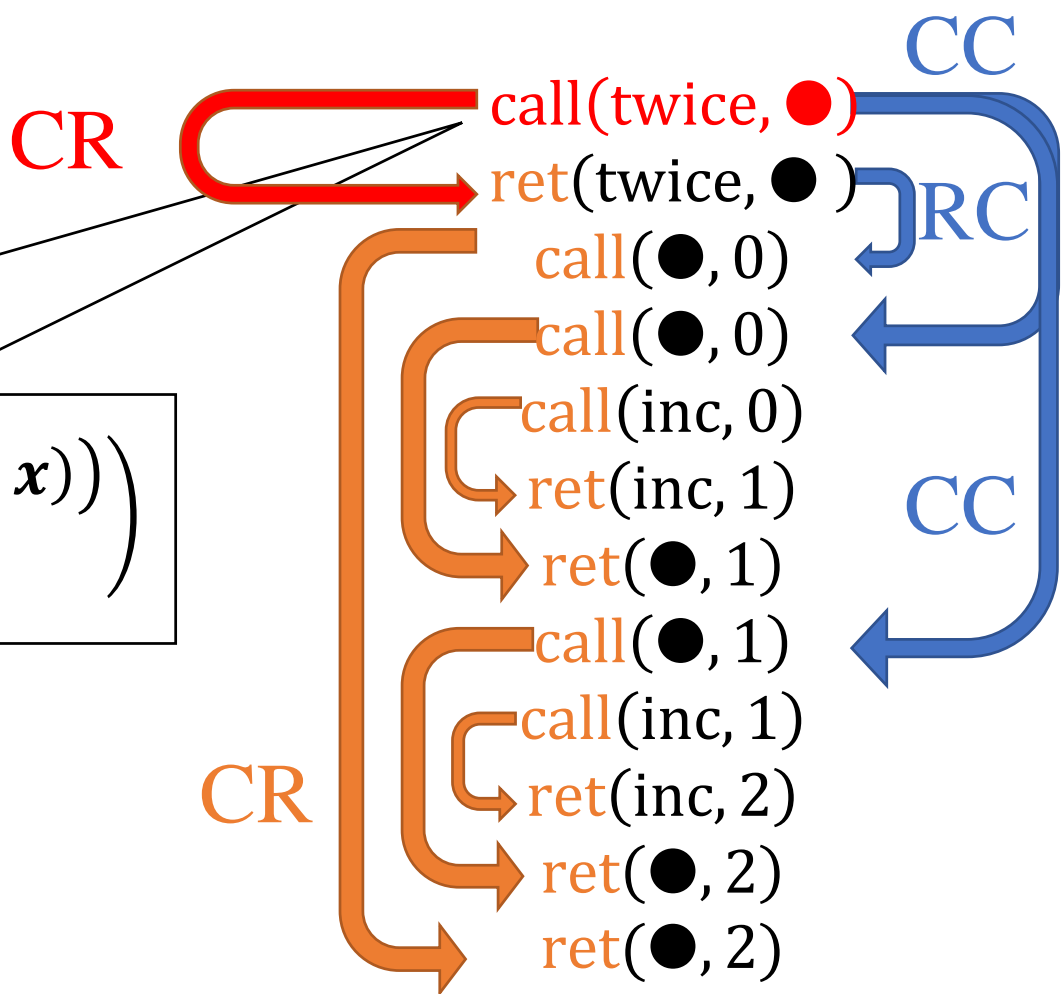 CC
CR
call(twice, ●)
ret(twice, ● )
RC
call(●, 0)
call(●, 0)
call(inc, 0)
x)))
ret(inc, 1)
CC
ret(●, 1)
call(●, 1)
call(inc, 1)
CR
ret(inc, 2)
ret(●, 2)
ret(●, 2)